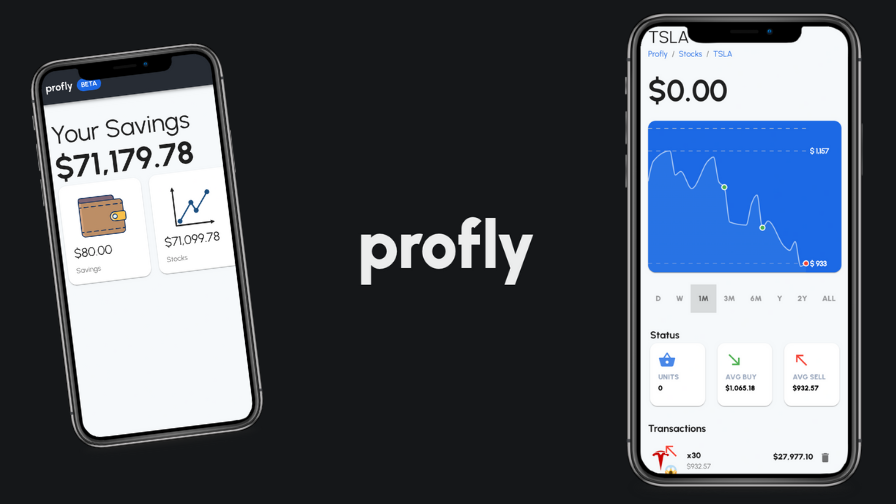 profly BETA
Your Savings
$71,179.78
$80.00
Savings
$71,099.78
Stocks
profly
TSLA
Profly / Stocks / TSLA
$0.00
$ 1.157
$ 933
D W 1M 3M 6M Y 2Y ALL
Status
UNITS
0
AVG BUY
$1,065.18
AVG SELL
$932.57
Transactions
x30
$932.57
$27,977.10